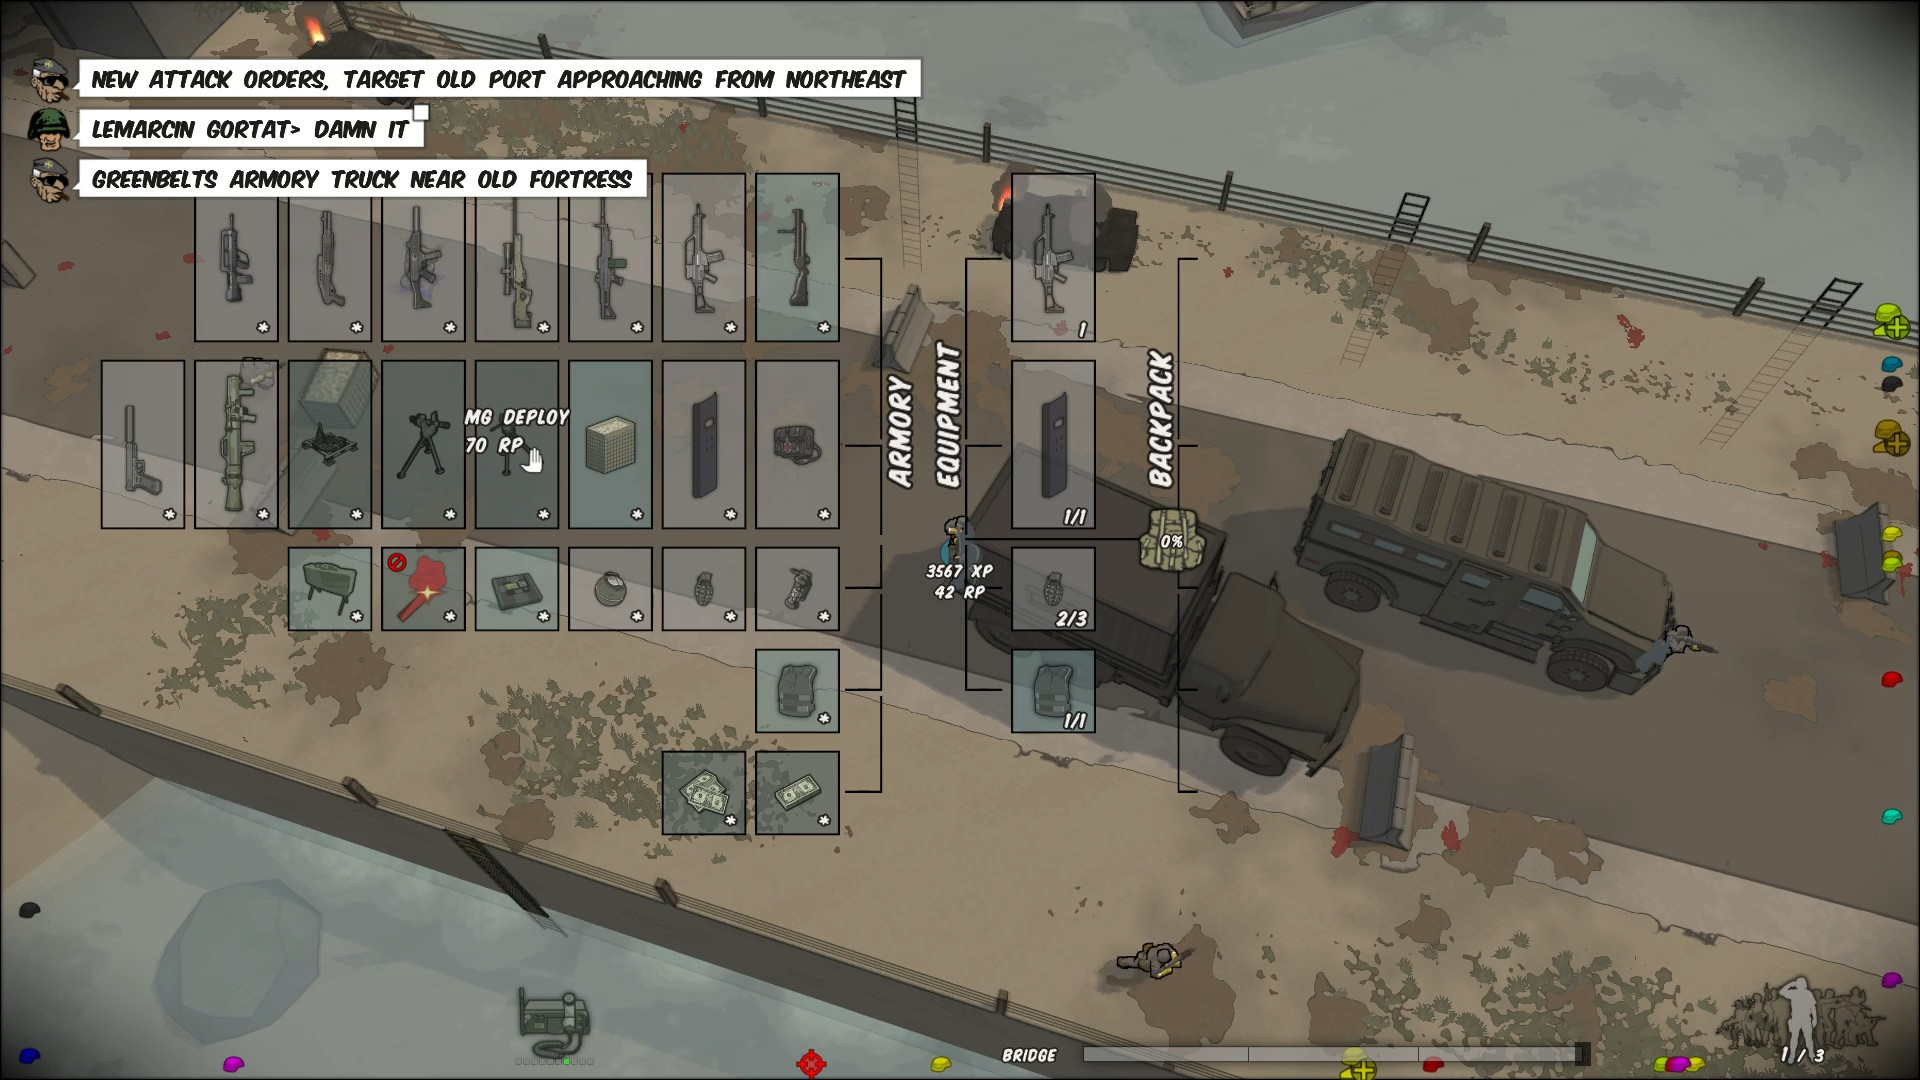 NEW ATTACK ORDERS, TARGET OLD PORT APPROACHING FROM NORTHEAST
LEMARCIN GORTAT> DAMN IT
GREENBELTS ARMORY TRUCK NEAR OLD FORTRESS
1
MG DEPLOY
70 RP
ARMORY
EQUIPMENT
BACKPACK
1/1
0%
3567 XP
42 RP
2/3
1/1
BRIDGE
1 / 3